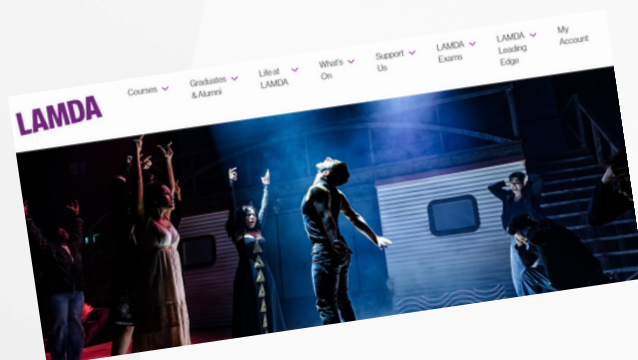 LAMDA
Courses
Graduates
& Alumni
Life at
LAMDA
What's
On
Support
Us
LAMDA
Exams
LAMDA
Leading
Edge
My
Account